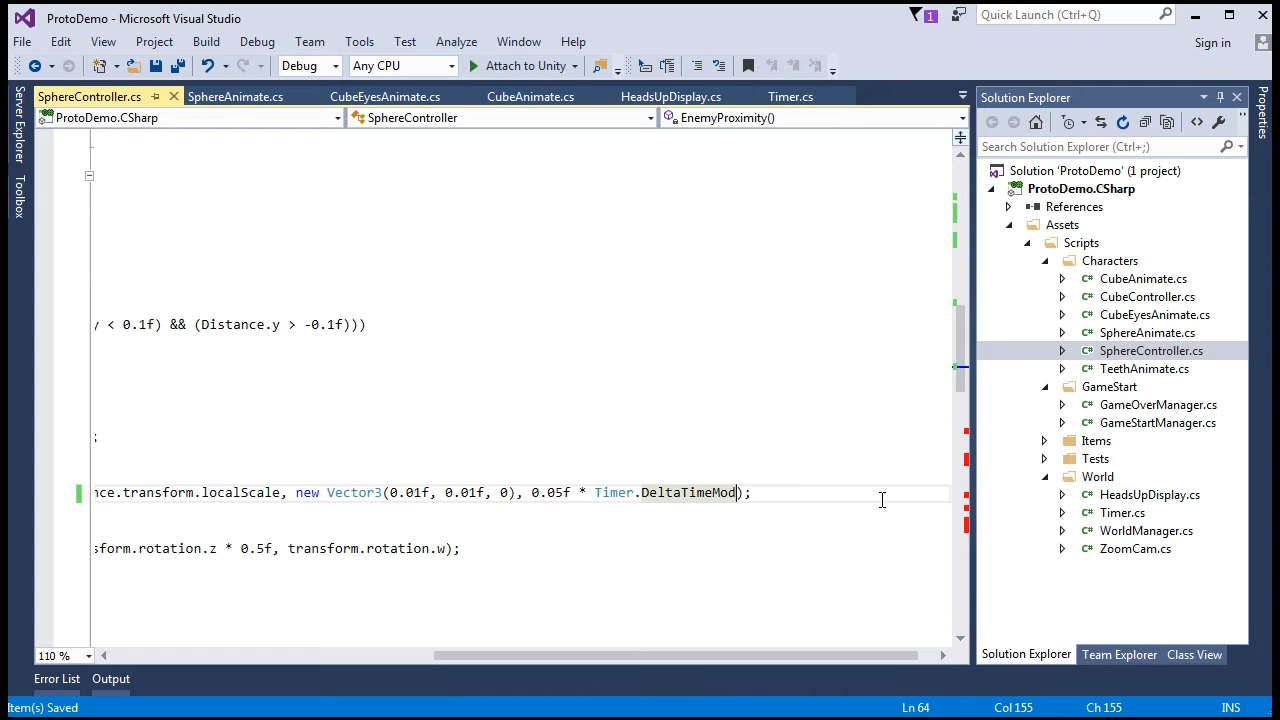 ProtoDemo - Microsoft Visual Studio
1
Quick Launch (Ctrl+Q)
File Edit View Project Build Debug Team Tools Test Analyze Window Help
Sign in
Debug Any CPU Attach to Unity
SphereController.cs SphereAnimate.cs CubeEyesAnimate.cs CubeAnimate.cs HeadsUpDisplay.cs Timer.cs
ProtoDemo.CSharp SphereController EnemyProximity()
Server Explorer
Toolbox
y < 0.1f) && (Distance.y > -0.1f)))
;
nce.transform.localScale, new Vector3(0.01f, 0.01f, 0), 0.05f * Timer.DeltaTimeMod);
sform.rotation.z * 0.5f, transform.rotation.w);
110 %
Error List Output
Solution Explorer
Search Solution Explorer (Ctrl+;)
Solution 'ProtoDemo' (1 project)
ProtoDemo.CSharp
References
Assets
Scripts
Characters
C# CubeAnimate.cs
C# CubeController.cs
C# CubeEyesAnimate.cs
C# SphereAnimate.cs
C# SphereController.cs
C# TeethAnimate.cs
GameStart
C# GameOverManager.cs
C# GameStartManager.cs
Items
Tests
World
C# HeadsUpDisplay.cs
C# Timer.cs
C# WorldManager.cs
C# ZoomCam.cs
Solution Explorer Team Explorer Class View
Properties
Item(s) Saved Ln 64 Col 155 Ch 155 INS